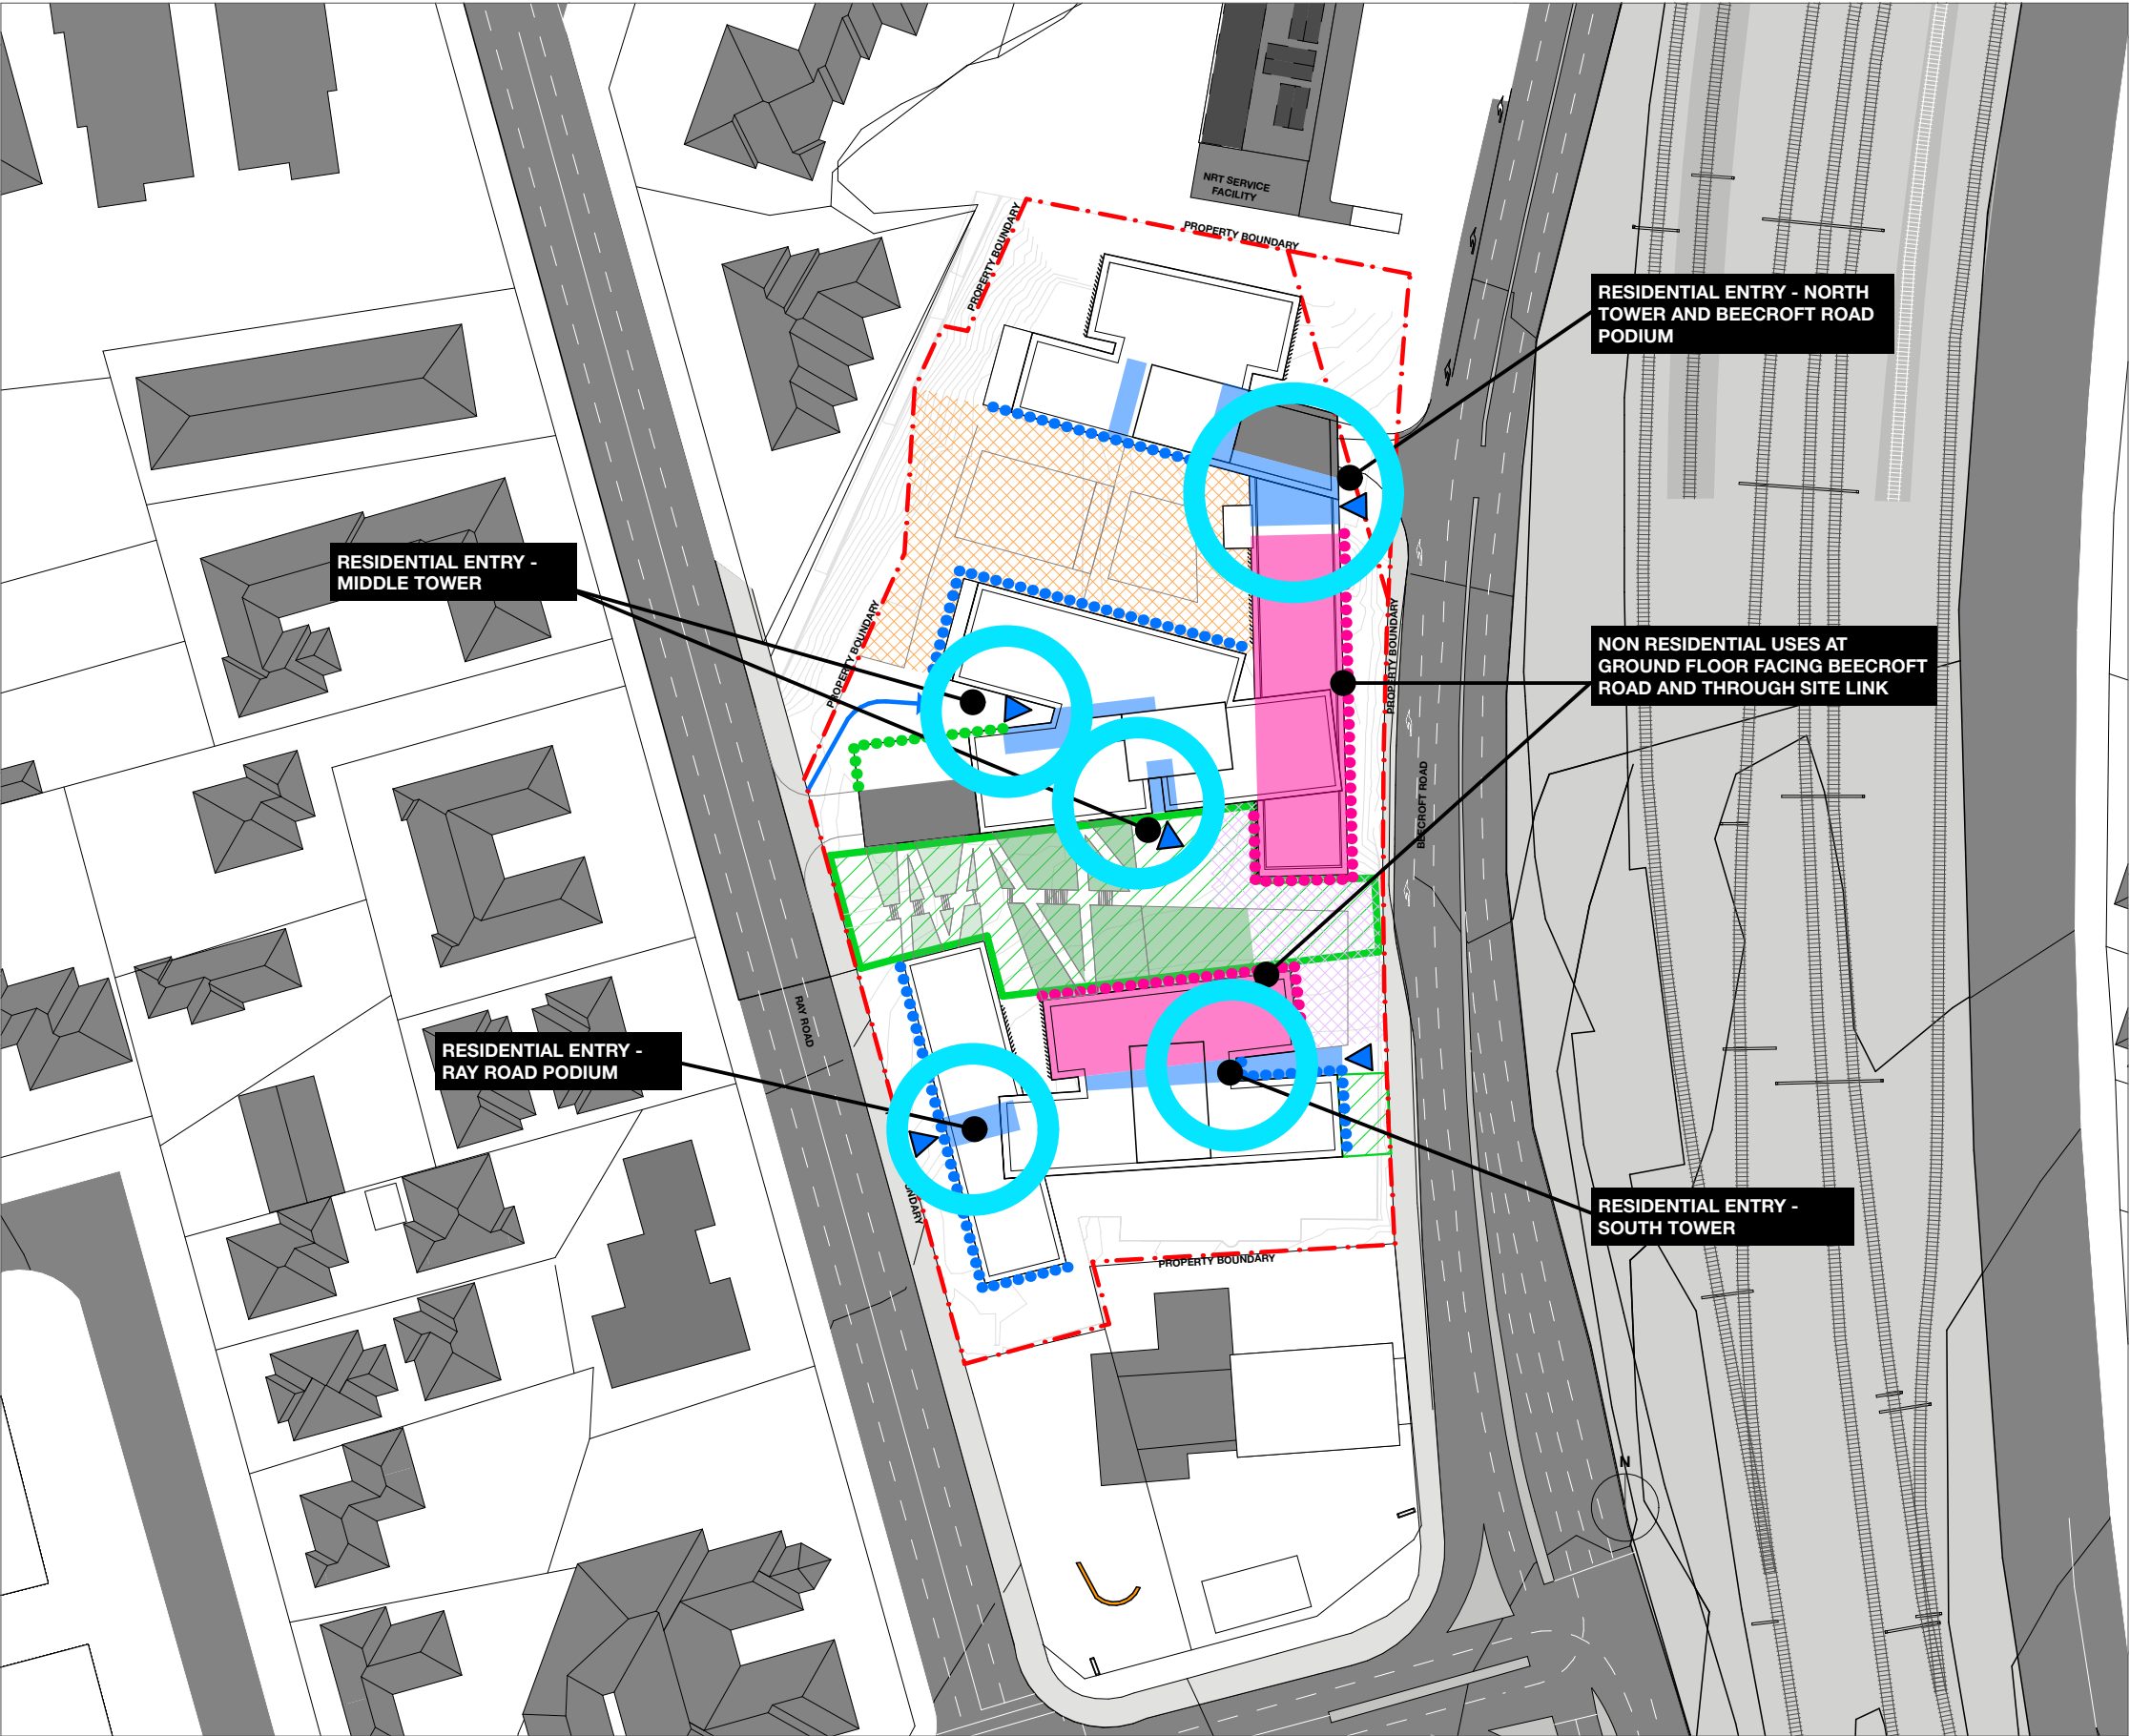 NRT SERVICE
FACILITY
PROPERTY BOUNDARY
PROPERTY BOUNDARY
RESIDENTIAL ENTRY - NORTH
TOWER AND BEECROFT ROAD
PODIUM
RESIDENTIAL ENTRY -
MIDDLE TOWER
PROPERTY BOUNDARY
PROPERTY BOUNDARY
NON RESIDENTIAL USES AT
GROUND FLOOR FACING BEECROFT
ROAD AND THROUGH SITE LINK
BEECROFT ROAD
RAY ROAD
RESIDENTIAL ENTRY -
RAY ROAD PODIUM
RESIDENTIAL ENTRY -
SOUTH TOWER
PROPERTY BOUNDARY
N